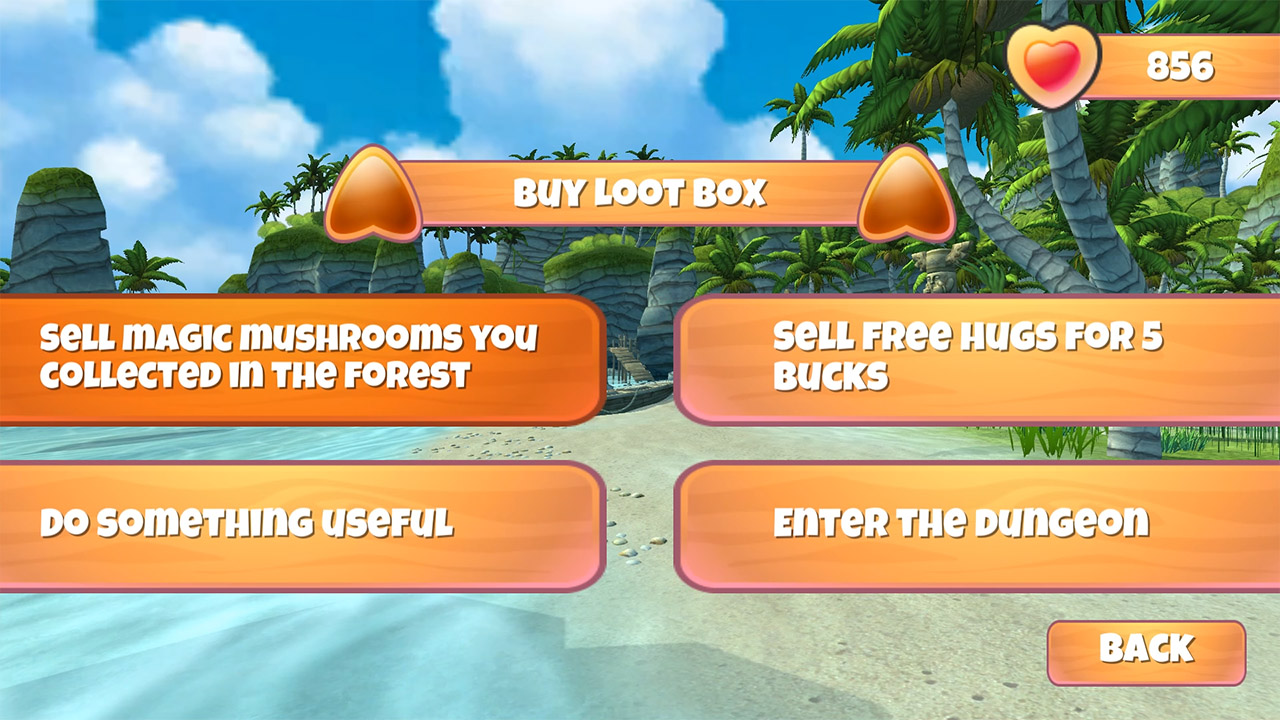 856
BUY LOOT BOX
SELL MAGIC MUSHROOMS YOU
COLLECTED IN THE FOREST
SELL FREE HUGS FOR 5
BUCKS
DO SOMETHING USEFUL
ENTER THE DUNGEON
BACK